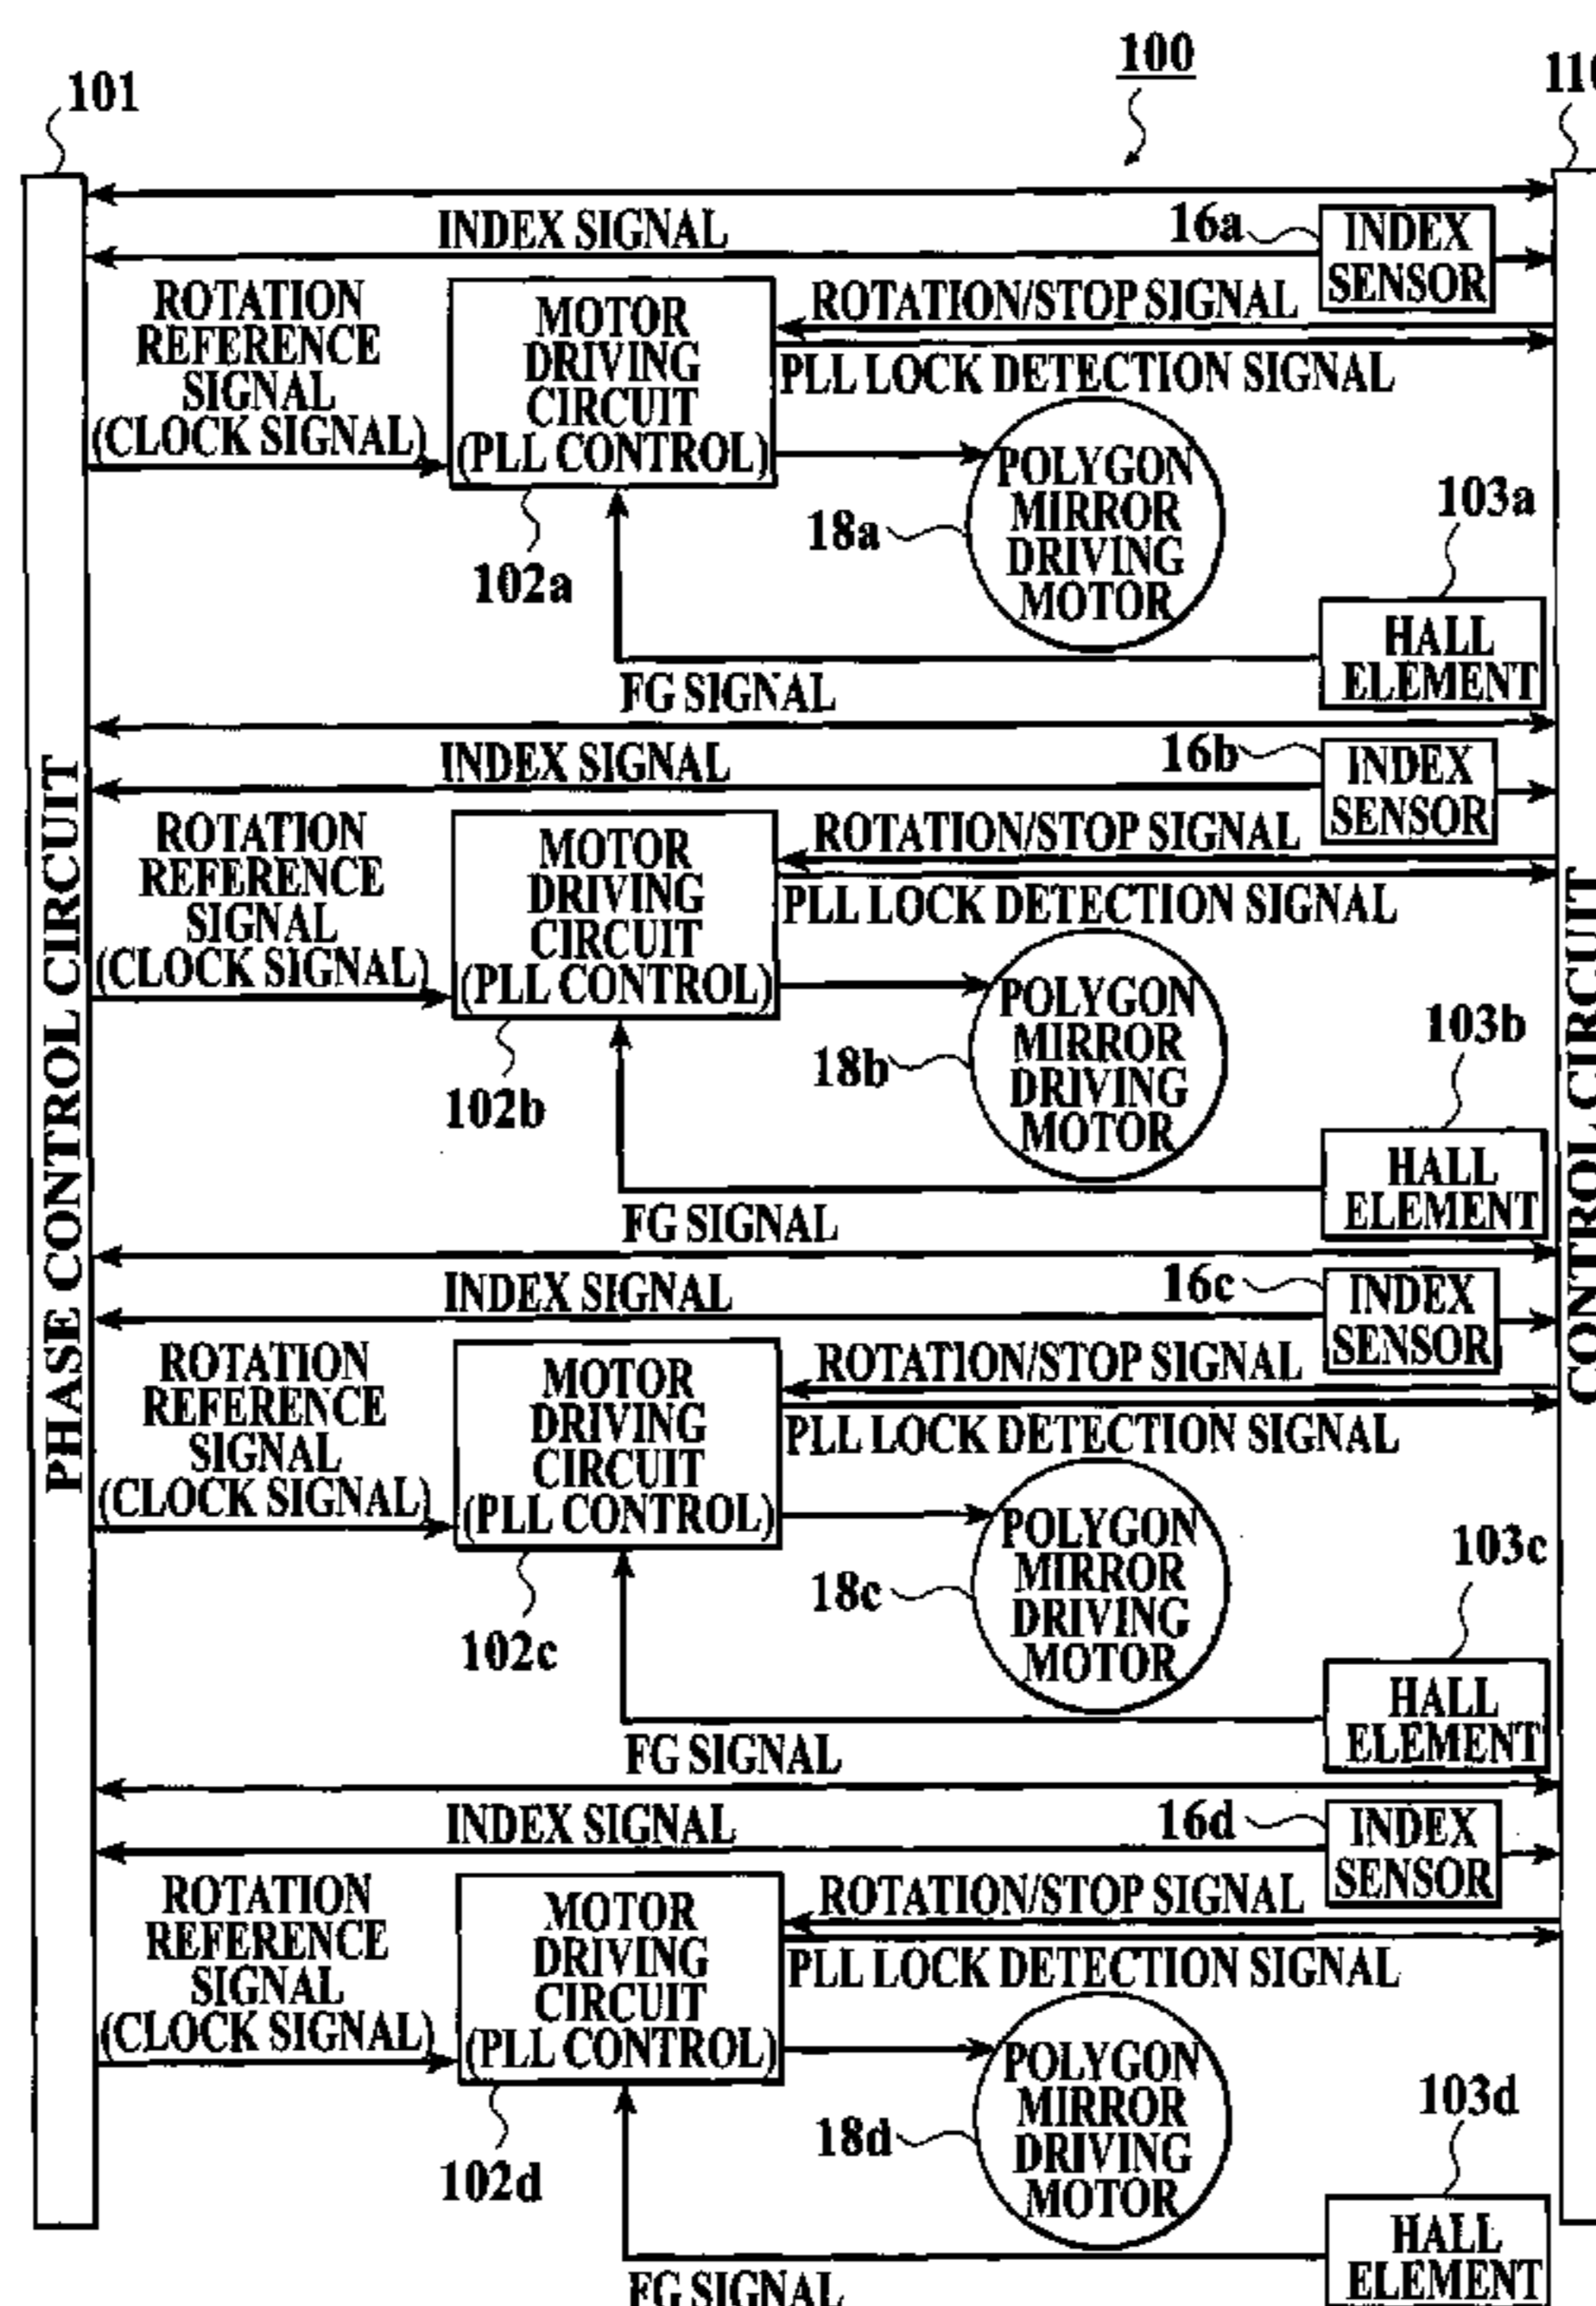 100
101
INDEX SIGNAL
16a
INDEX
SENSOR
ROTATION
REFERENCE
SIGNAL
(CLOCK SIGNAL)
MOTOR
DRIVING
CIRCUIT
(PLL CONTROL)
102a
ROTATION/STOP SIGNAL
PLL LOCK DETECTION SIGNAL
POLYGON
MIRROR
DRIVING
MOTOR
18a
103a
HALL
ELEMENT
FG SIGNAL
PHASE CONTROL CIRCUIT
CONTROL CIRCUIT
INDEX SIGNAL
16b
INDEX
SENSOR
ROTATION
REFERENCE
SIGNAL
(CLOCK SIGNAL)
MOTOR
DRIVING
CIRCUIT
(PLL CONTROL)
102b
ROTATION/STOP SIGNAL
PLL LOCK DETECTION SIGNAL
POLYGON
MIRROR
DRIVING
MOTOR
18b
103b
HALL
ELEMENT
FG SIGNAL
INDEX SIGNAL
16c
INDEX
SENSOR
ROTATION
REFERENCE
SIGNAL
(CLOCK SIGNAL)
MOTOR
DRIVING
CIRCUIT
(PLL CONTROL)
102c
ROTATION/STOP SIGNAL
PLL LOCK DETECTION SIGNAL
POLYGON
MIRROR
DRIVING
MOTOR
18c
103c
HALL
ELEMENT
FG SIGNAL
INDEX SIGNAL
16d
INDEX
SENSOR
ROTATION
REFERENCE
SIGNAL
(CLOCK SIGNAL)
MOTOR
DRIVING
CIRCUIT
(PLL CONTROL)
102d
ROTATION/STOP SIGNAL
PLL LOCK DETECTION SIGNAL
POLYGON
MIRROR
DRIVING
MOTOR
18d
103d
HALL
ELEMENT
FG SIGNAL